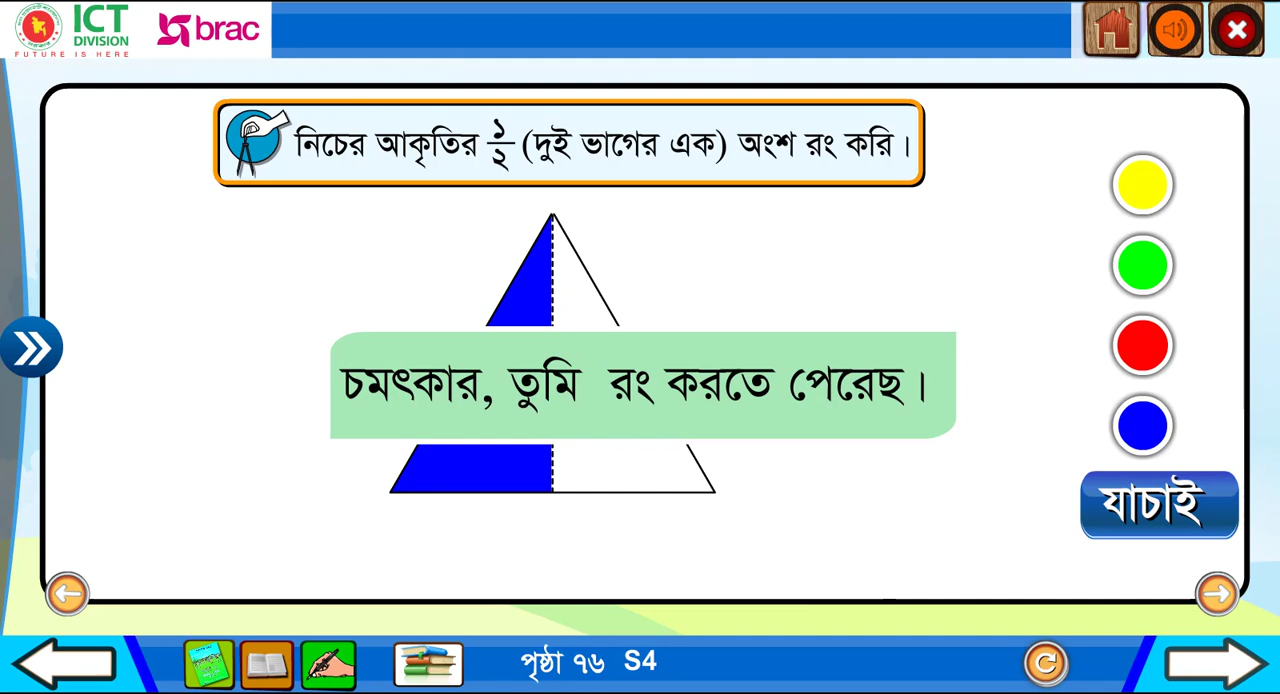 ICT
DIVISION
FUTURE IS HERE
brac
নিচের আকৃতির ১/২ (দুই ভাগের এক) অংশ রং করি।
চমৎকার, তুমি রং করতে পেরেছ।
যাচাই
পৃষ্ঠা ৭৬ S4